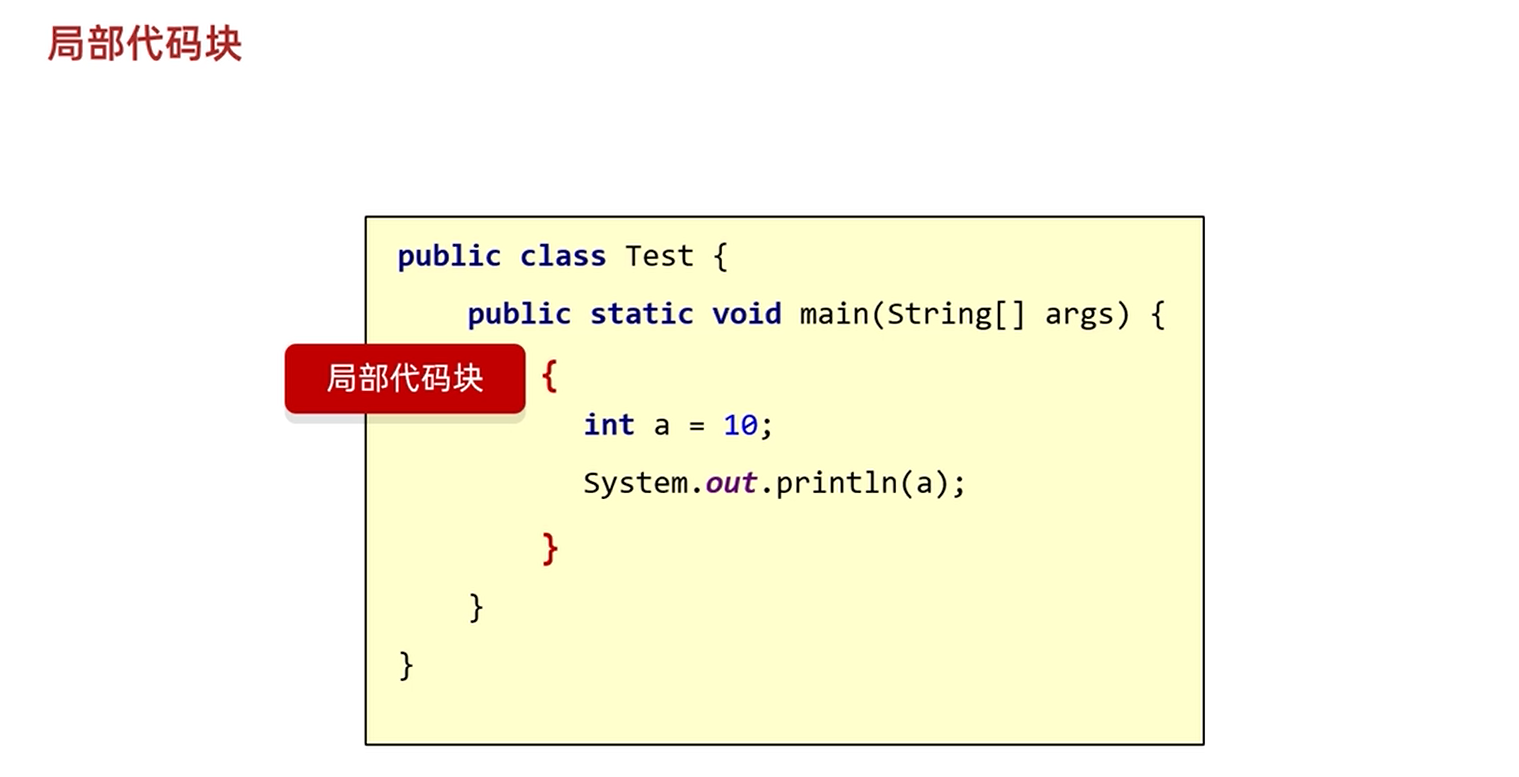 局部代码块
public class Test {
public static void main(String[] args) {
局部代码块 {
int a = 10;
System.out.println(a);
}
}
}